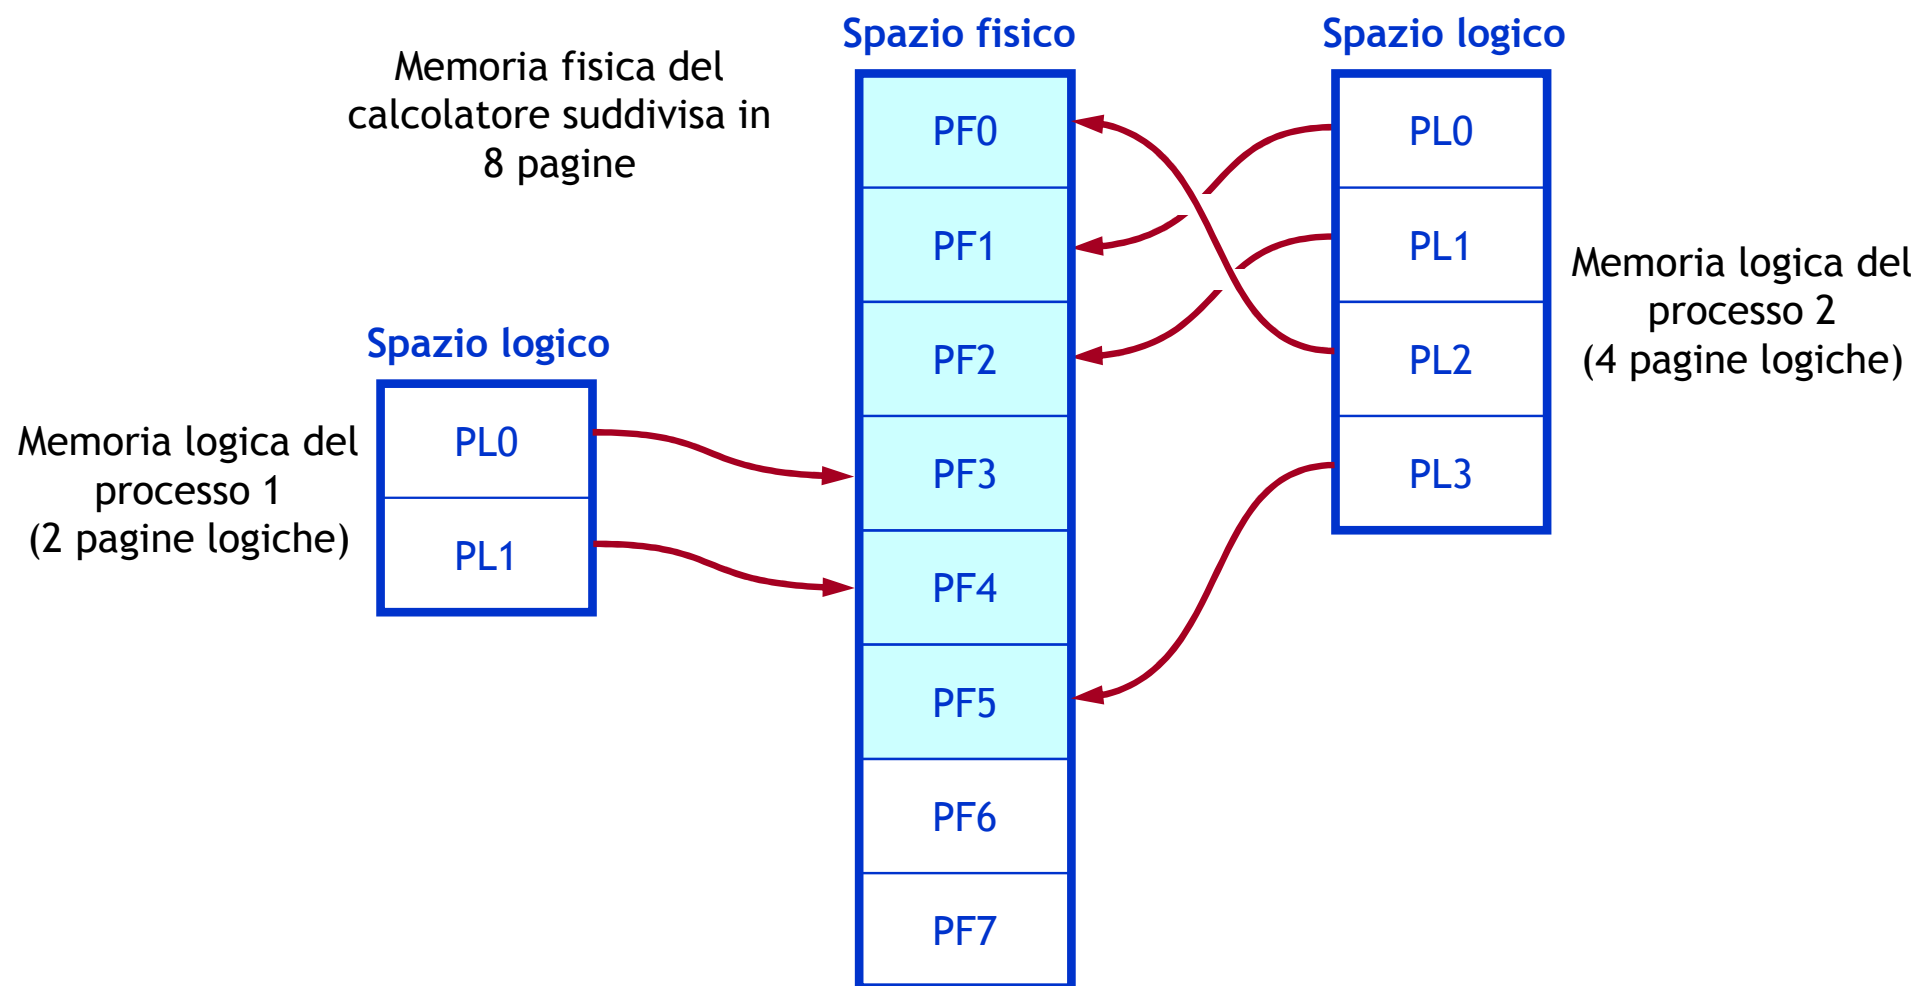 Spazio fisico
Spazio logico
Memoria fisica del
calcolatore suddivisa in
8 pagine
PF0
PF1
PF2
PF3
PF4
PF5
PF6
PF7
PL0
PL1
PL2
PL3
Memoria logica del
processo 2
(4 pagine logiche)
Spazio logico
Memoria logica del
processo 1
(2 pagine logiche)
PL0
PL1